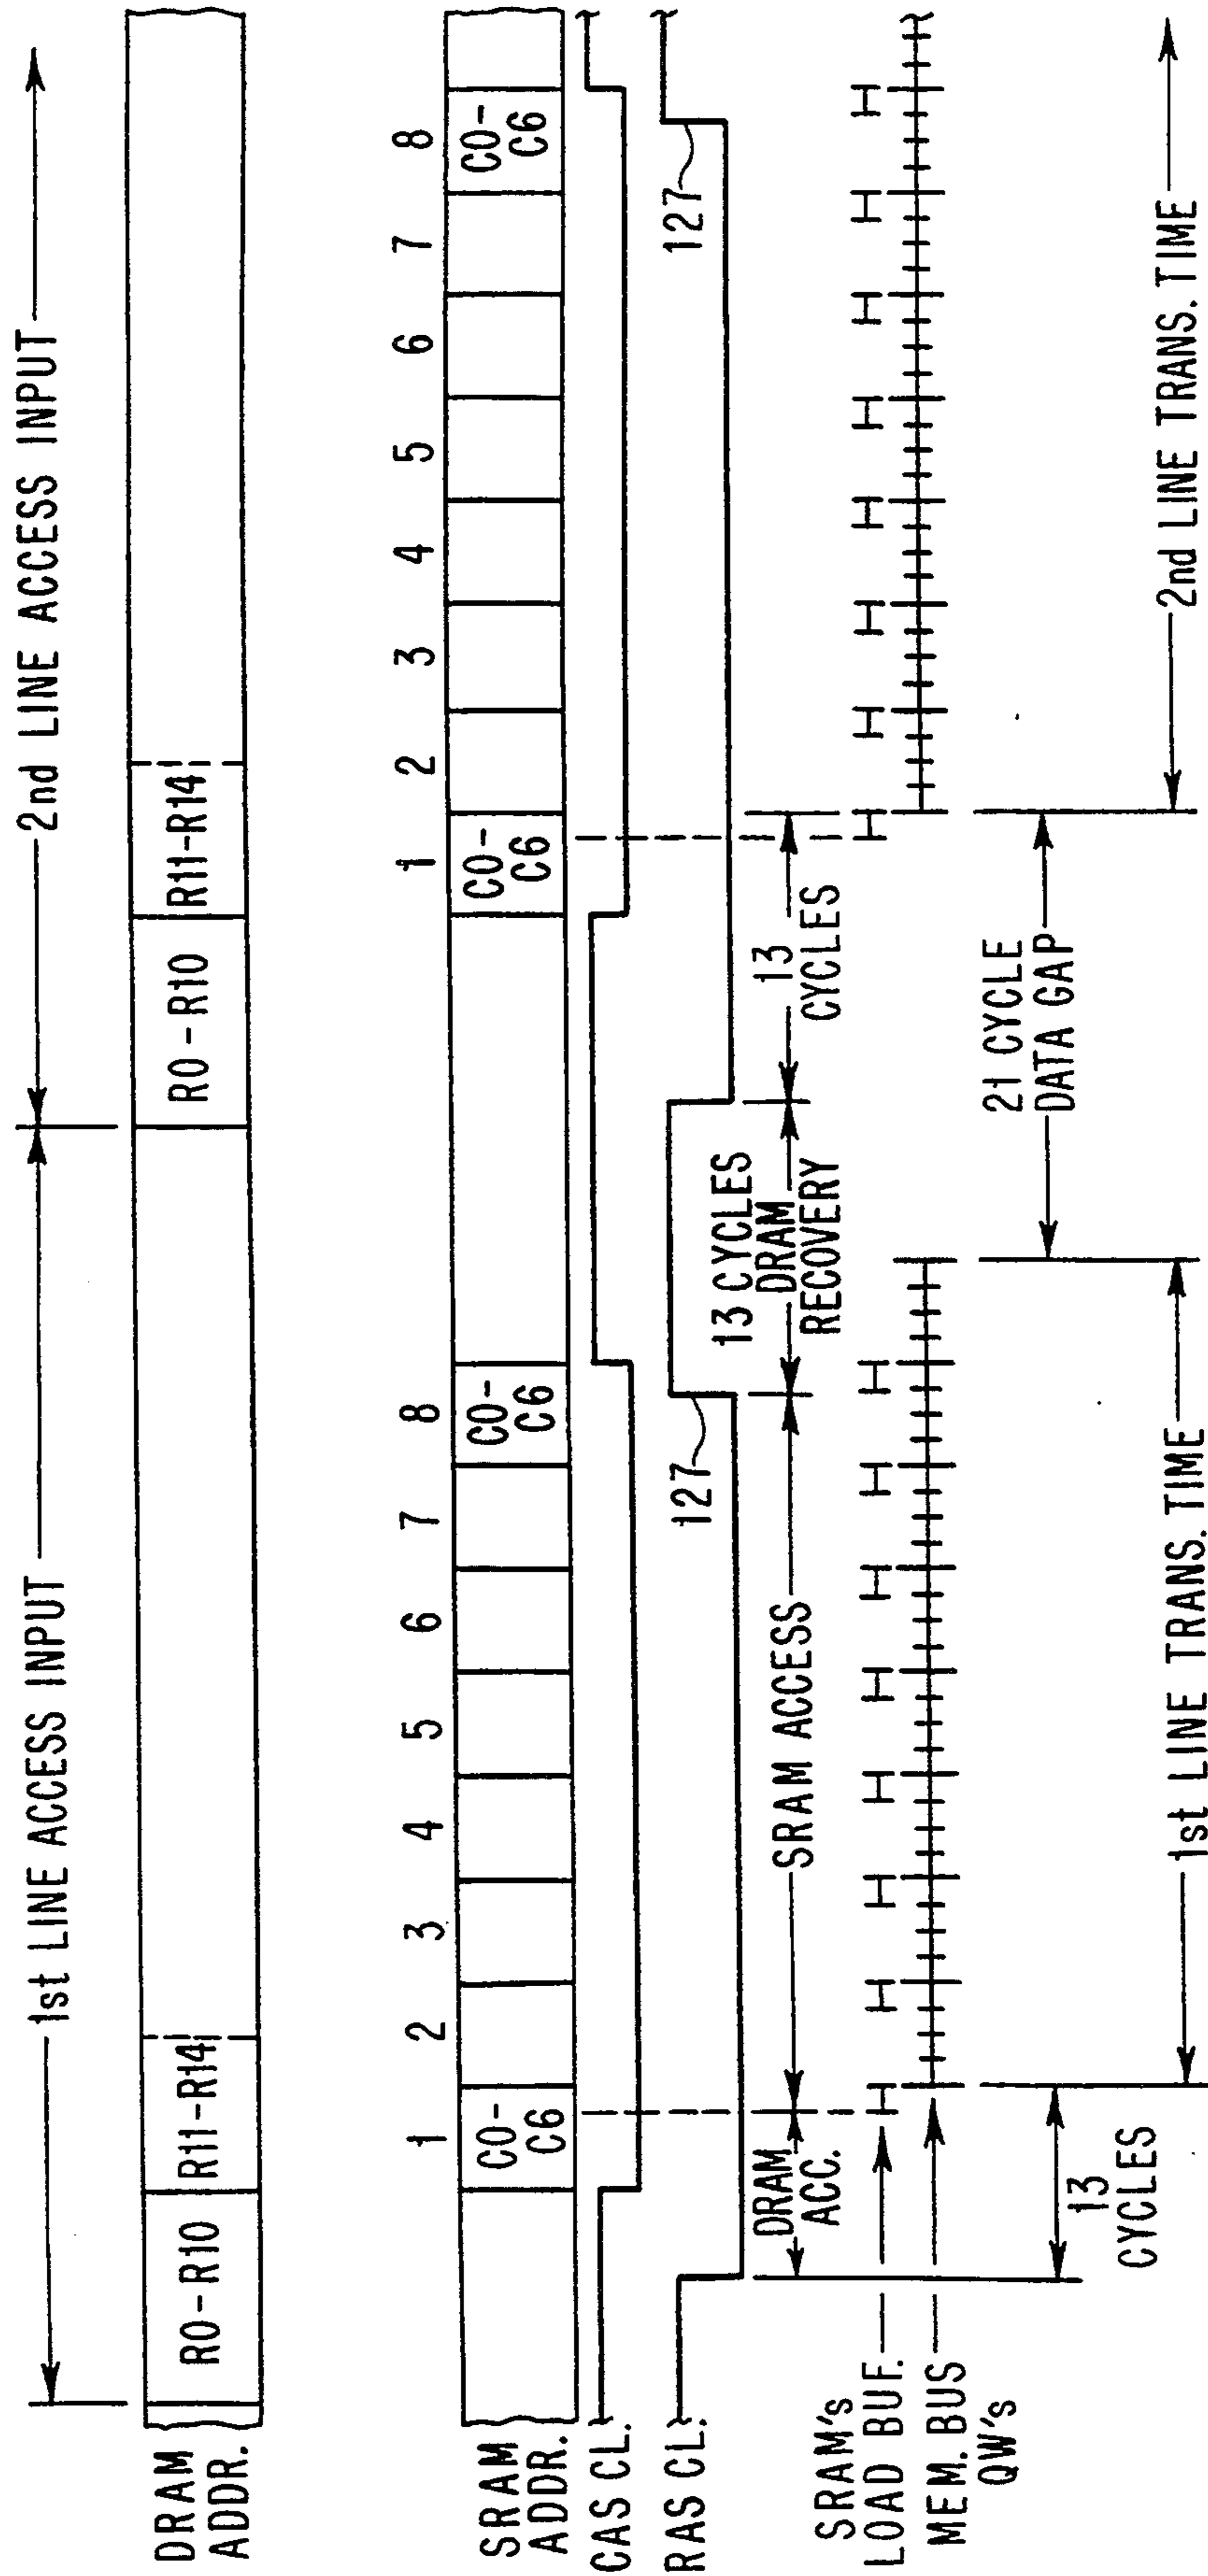 1st LINE ACCESS INPUT
2nd LINE ACCESS INPUT
DRAM
ADDR.
R0-R10
R11-R14
R0-R10
R11-R14
1
2
3
4
5
6
7
8
1
2
3
4
5
6
7
8
SRAM
ADDR.
C0-
C6
C0-
C6
C0-
C6
C0-
C6
CAS CL.
RAS CL.
127
127
DRAM
ACC.
SRAM ACCESS
13 CYCLES
DRAM
RECOVERY
13
CYCLES
SRAM's
LOAD BUF.
MEM. BUS
QW's
13
CYCLES
21 CYCLE
DATA GAP
1st LINE TRANS. TIME
2nd LINE TRANS. TIME